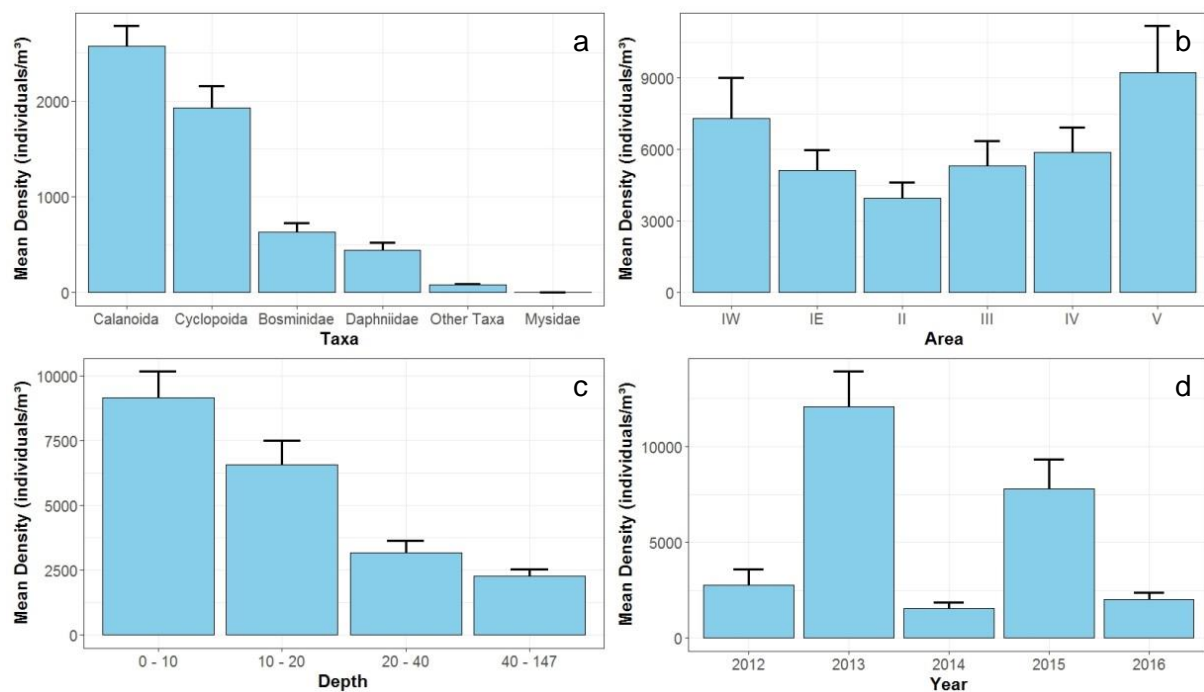 a
Mean Density (individuals/m³)
2000
1000
0
Calanoida Cyclopoida Bosminidae Daphniidae Other Taxa Mysidae
Taxa
b
Mean Density (individuals/m³)
9000
6000
3000
0
IW IE II III IV V
Area
c
Mean Density (individuals/m³)
10000
7500
5000
2500
0
0 - 10 10 - 20 20 - 40 40 - 147
Depth
d
Mean Density (individuals/m³)
10000
5000
0
2012 2013 2014 2015 2016
Year